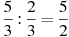 5/3 : 2/3 = 5/2